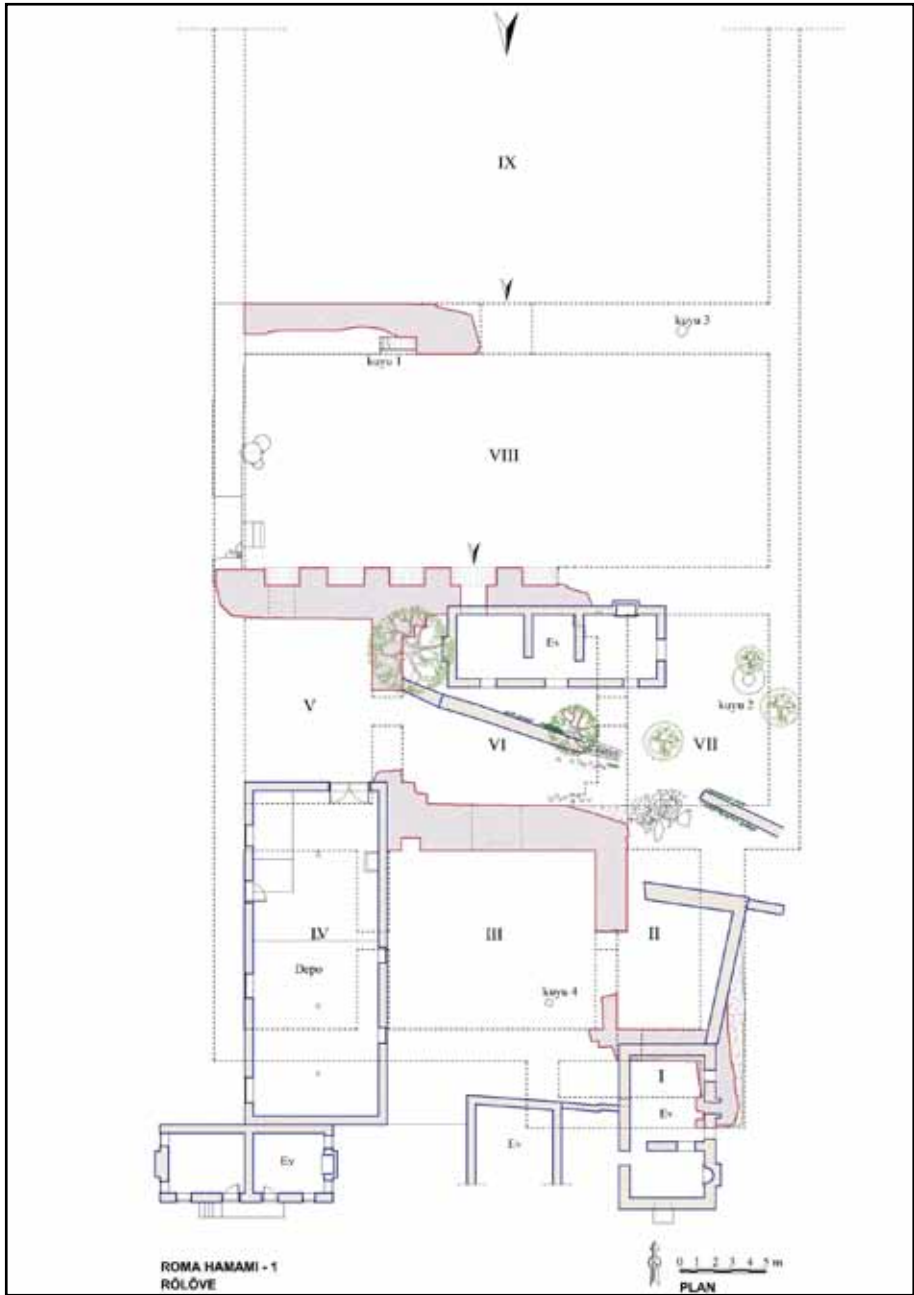 IX
kuyu 3
kuyu 1
VIII
Ev
kuyu 2
V
VI
VII
IV
III
II
Depo
kuyu 4
I
Ev
Ev
Ev
ROMA HAMAMI - 1
RÖLÖVE
0 1 2 3 4 5 m
PLAN